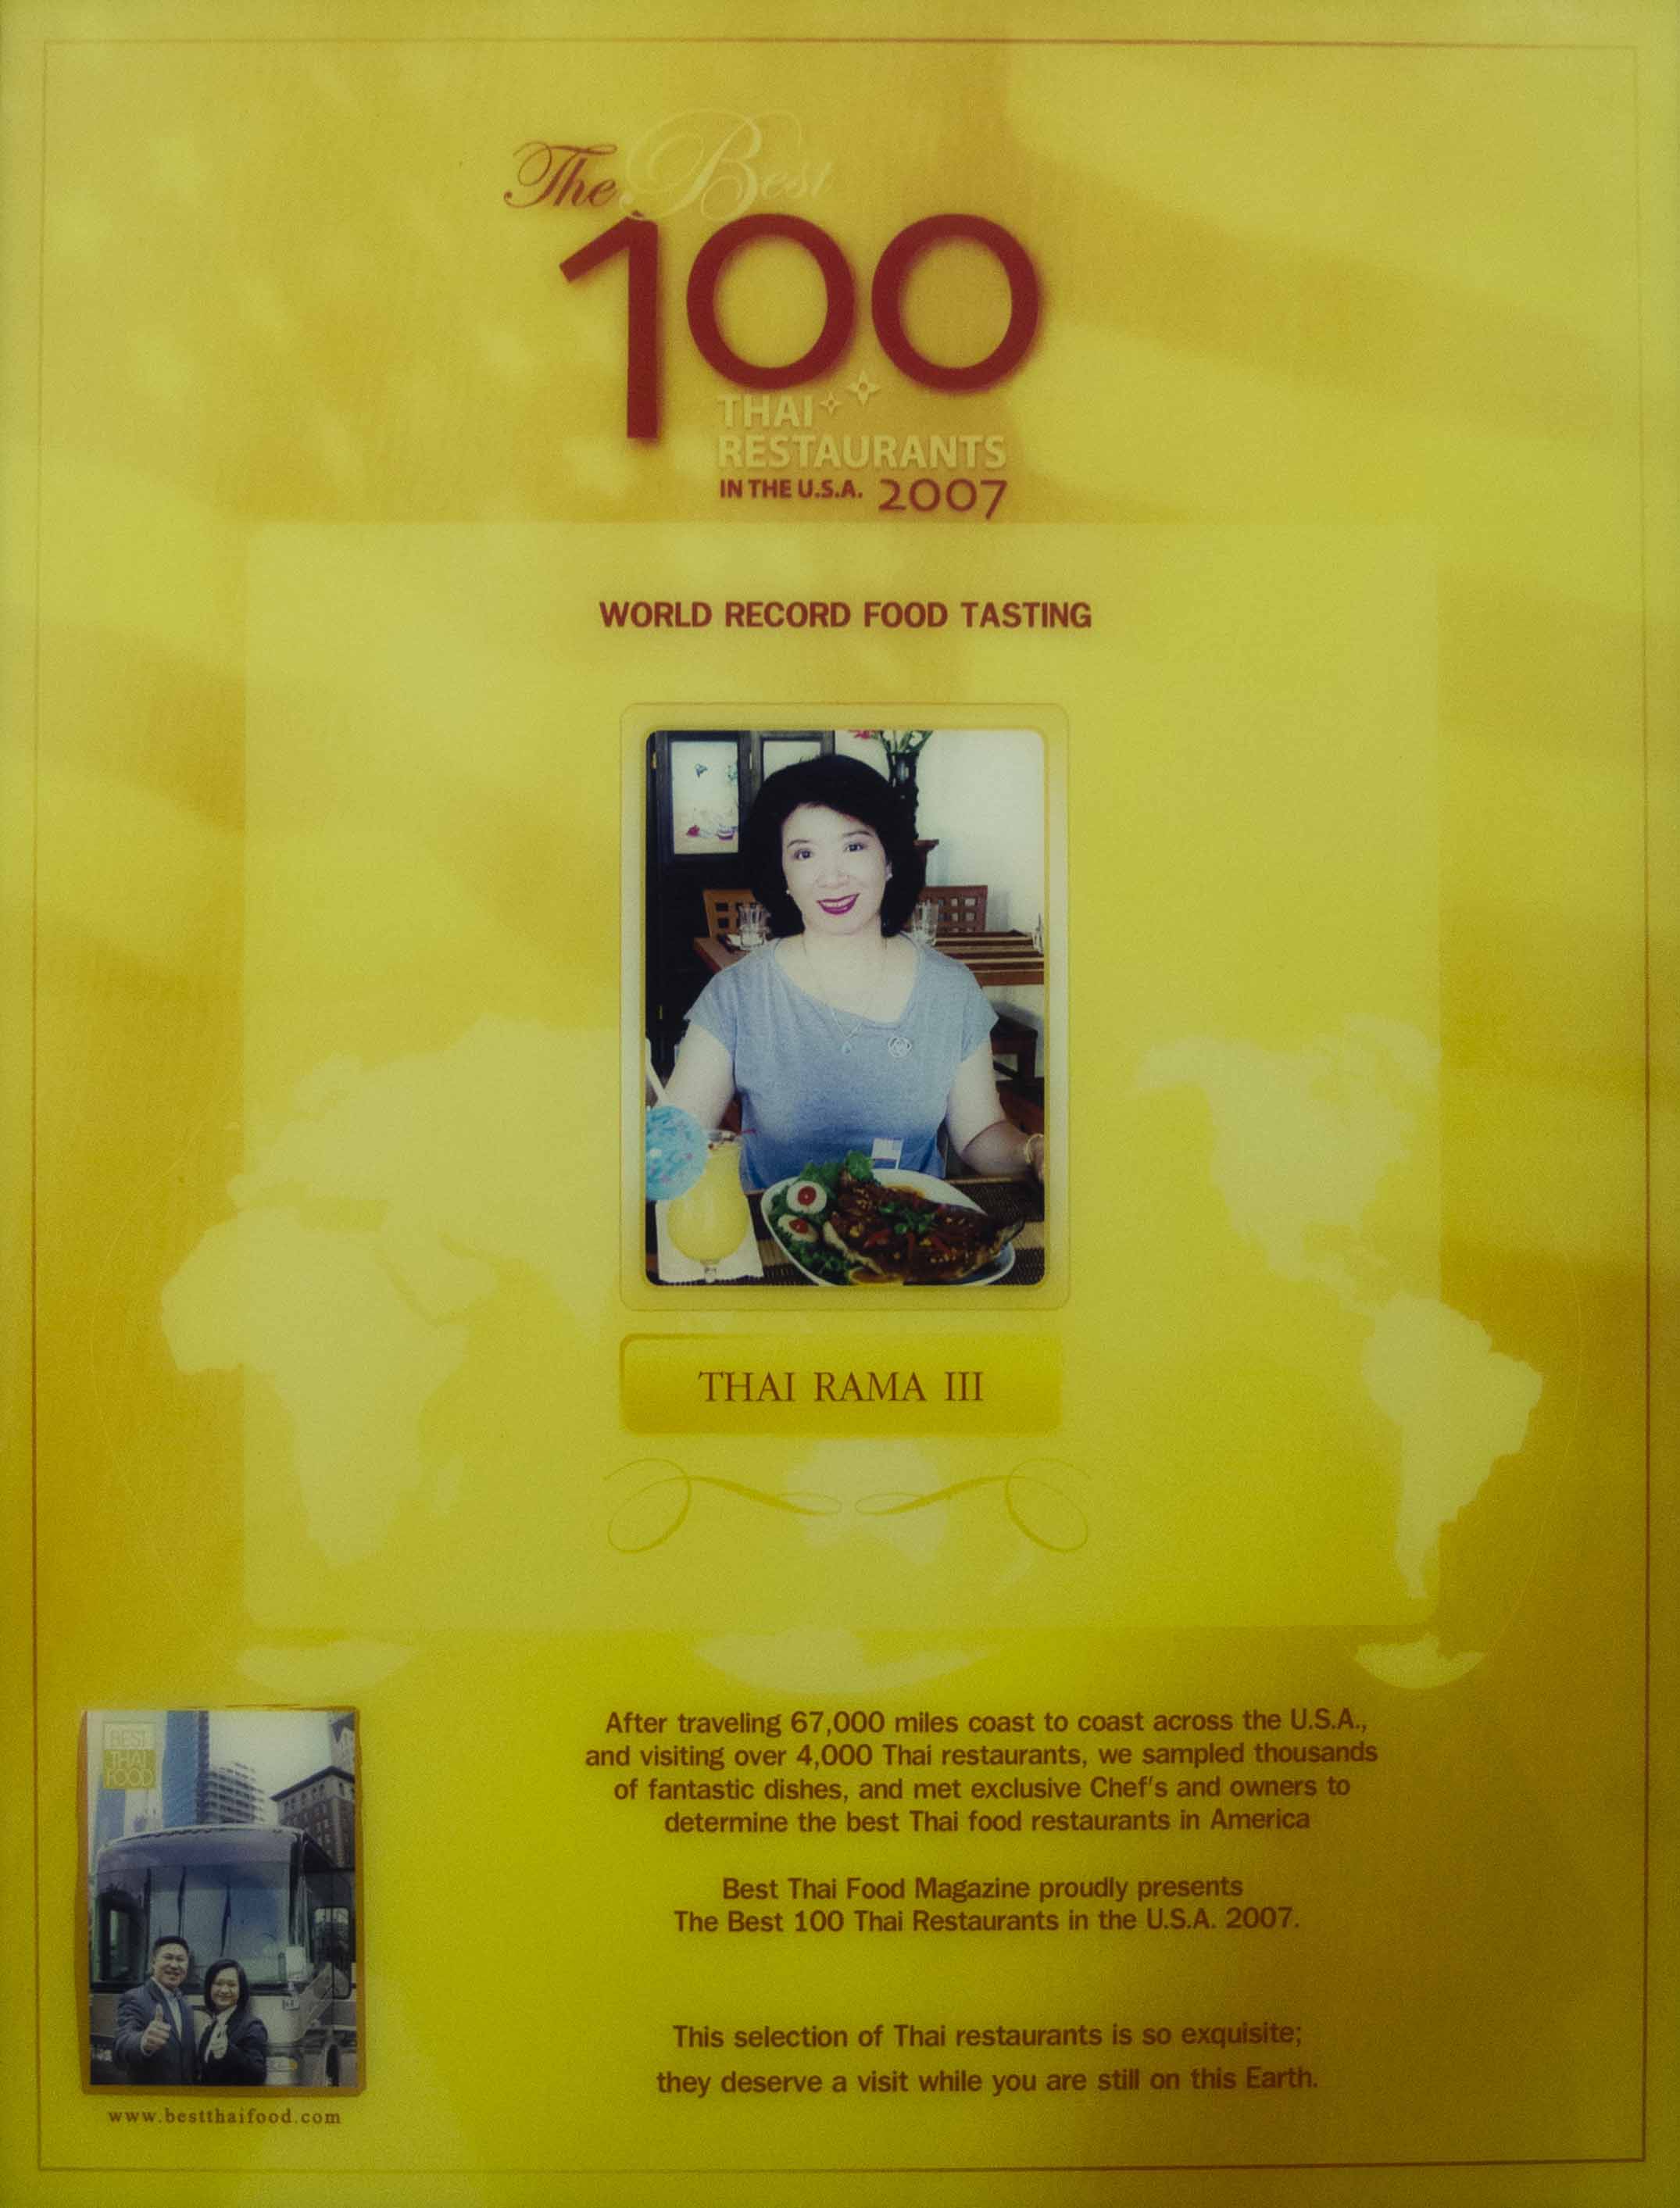 The Best
100
THAI
RESTAURANTS
IN THE U.S.A. 2007
WORLD RECORD FOOD TASTING
THAI RAMA III
BEST
THAI
FOOD
www.bestthaifood.com
After traveling 67,000 miles coast to coast across the U.S.A.,
and visiting over 4,000 Thai restaurants, we sampled thousands
of fantastic dishes, and met exclusive Chef's and owners to
determine the best Thai food restaurants in America
Best Thai Food Magazine proudly presents
The Best 100 Thai Restaurants in the U.S.A. 2007.
This selection of Thai restaurants is so exquisite;
they deserve a visit while you are still on this Earth.